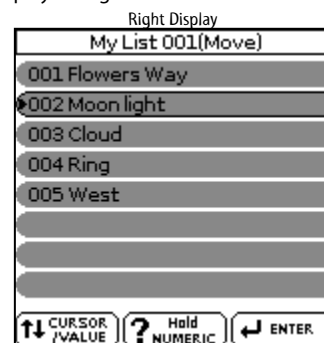 Right Display
My List 001(Move)
001 Flowers Way
002 Moon light
003 Cloud
004 Ring
005 West
CURSOR /VALUE ? Hold NUMERIC ENTER